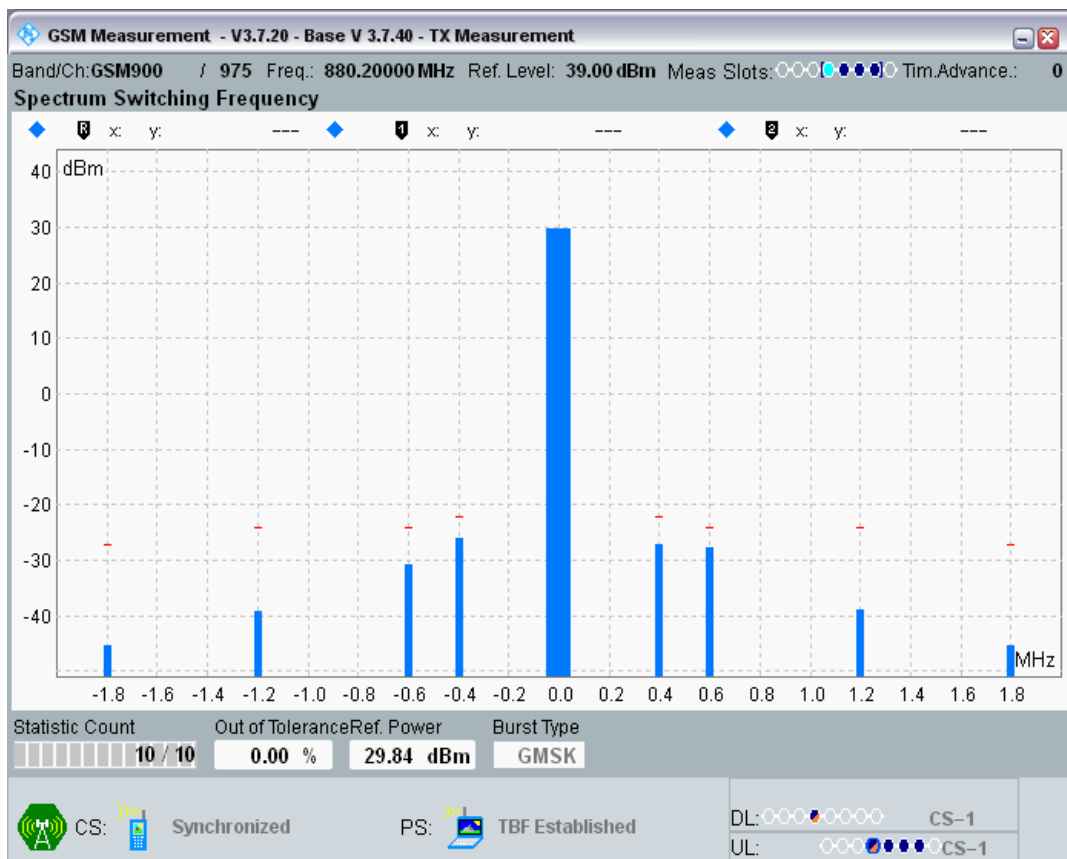 GSM Measurement - V3.7.20 - Base V 3.7.40 - TX Measurement
Band/Ch:GSM900 / 975 Freq.: 880.20000 MHz Ref. Level: 39.00 dBm Meas Slots: Tim.Advance.: 0
Spectrum Switching Frequency
R x: y: --- 1 x: y: --- 2 x: y: ---
dBm
40
30
20
10
0
-10
-20
-30
-40
MHz
-1.8 -1.6 -1.4 -1.2 -1.0 -0.8 -0.6 -0.4 -0.2 0.0 0.2 0.4 0.6 0.8 1.0 1.2 1.4 1.6 1.8
Statistic Count Out of Tolerance Ref. Power Burst Type
10 / 10 0.00 % 29.84 dBm GMSK
CS: Synchronized PS: TBF Established
DL: CS-1
UL: CS-1